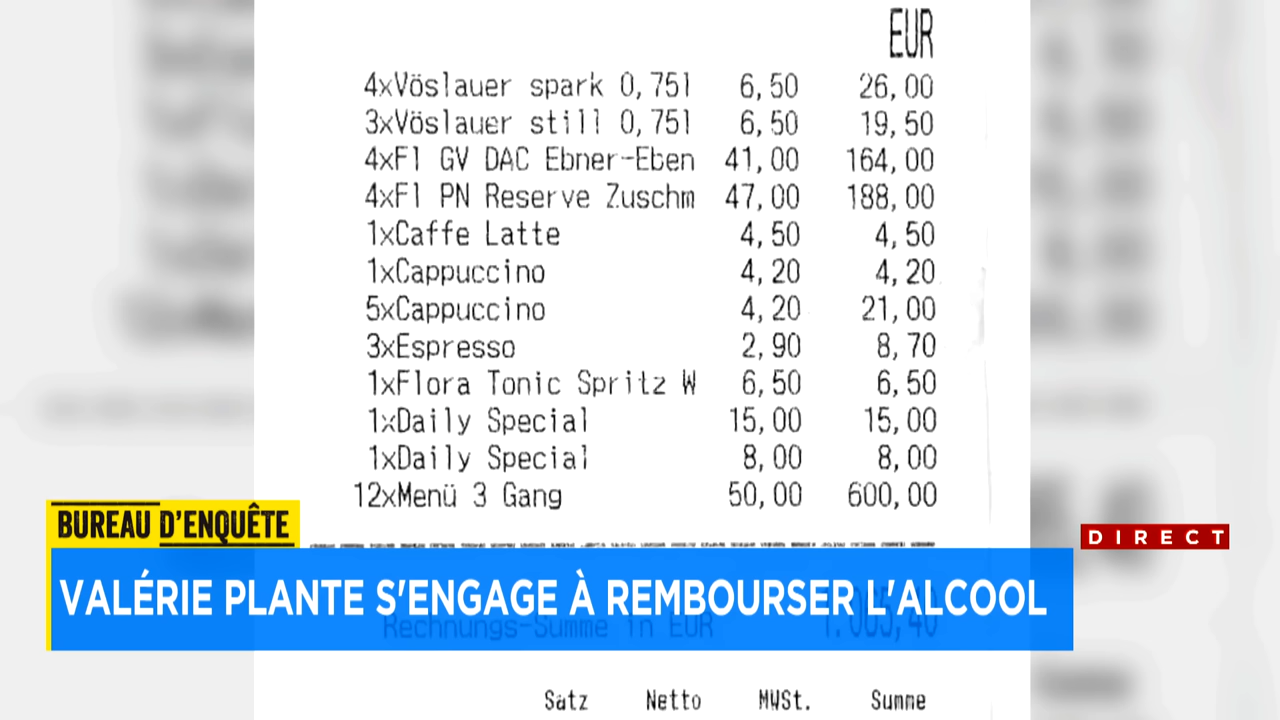 EUR
4xVöslauer spark 0,75l 6,50 26,00
3xVöslauer still 0,75l 6,50 19,50
4xFl GV DAC Ebner-Eben 41,00 164,00
4xFl PN Reserve Zuschm 47,00 188,00
1xCaffe Latte 4,50 4,50
1xCappuccino 4,20 4,20
5xCappuccino 4,20 21,00
3xEspresso 2,90 8,70
1xFlora Tonic Spritz W 6,50 6,50
1xDaily Special 15,00 15,00
1xDaily Special 8,00 8,00
12xMenü 3 Gang 50,00 600,00
BUREAU D'ENQUÊTE
DIRECT
VALÉRIE PLANTE S'ENGAGE À REMBOURSER L'ALCOOL
Rechnungs-Summe in EUR 1.065,40
Satz Netto MWSt. Summe